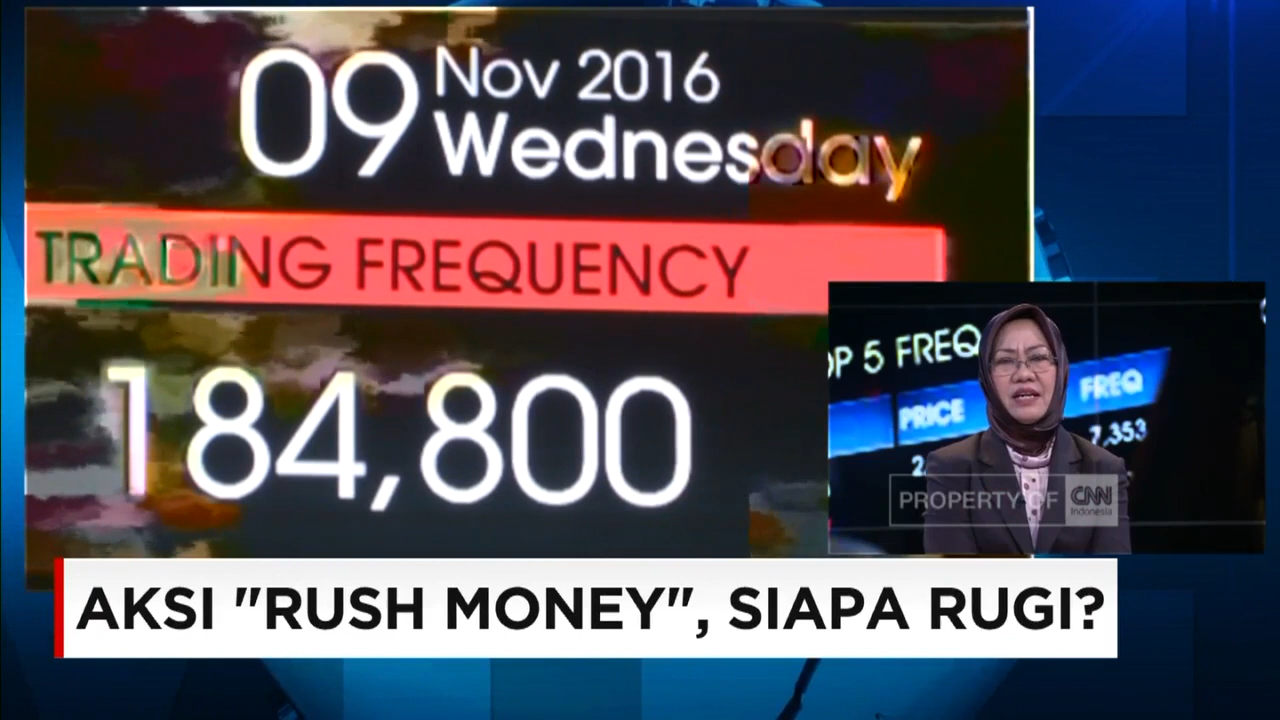 09 Nov 2016
Wednesday
TRADING FREQUENCY
184,800
OP 5 FREQ
PRICE
FREQ
7,353
PROPERTY OF CNN
Indonesia
AKSI "RUSH MONEY", SIAPA RUGI?